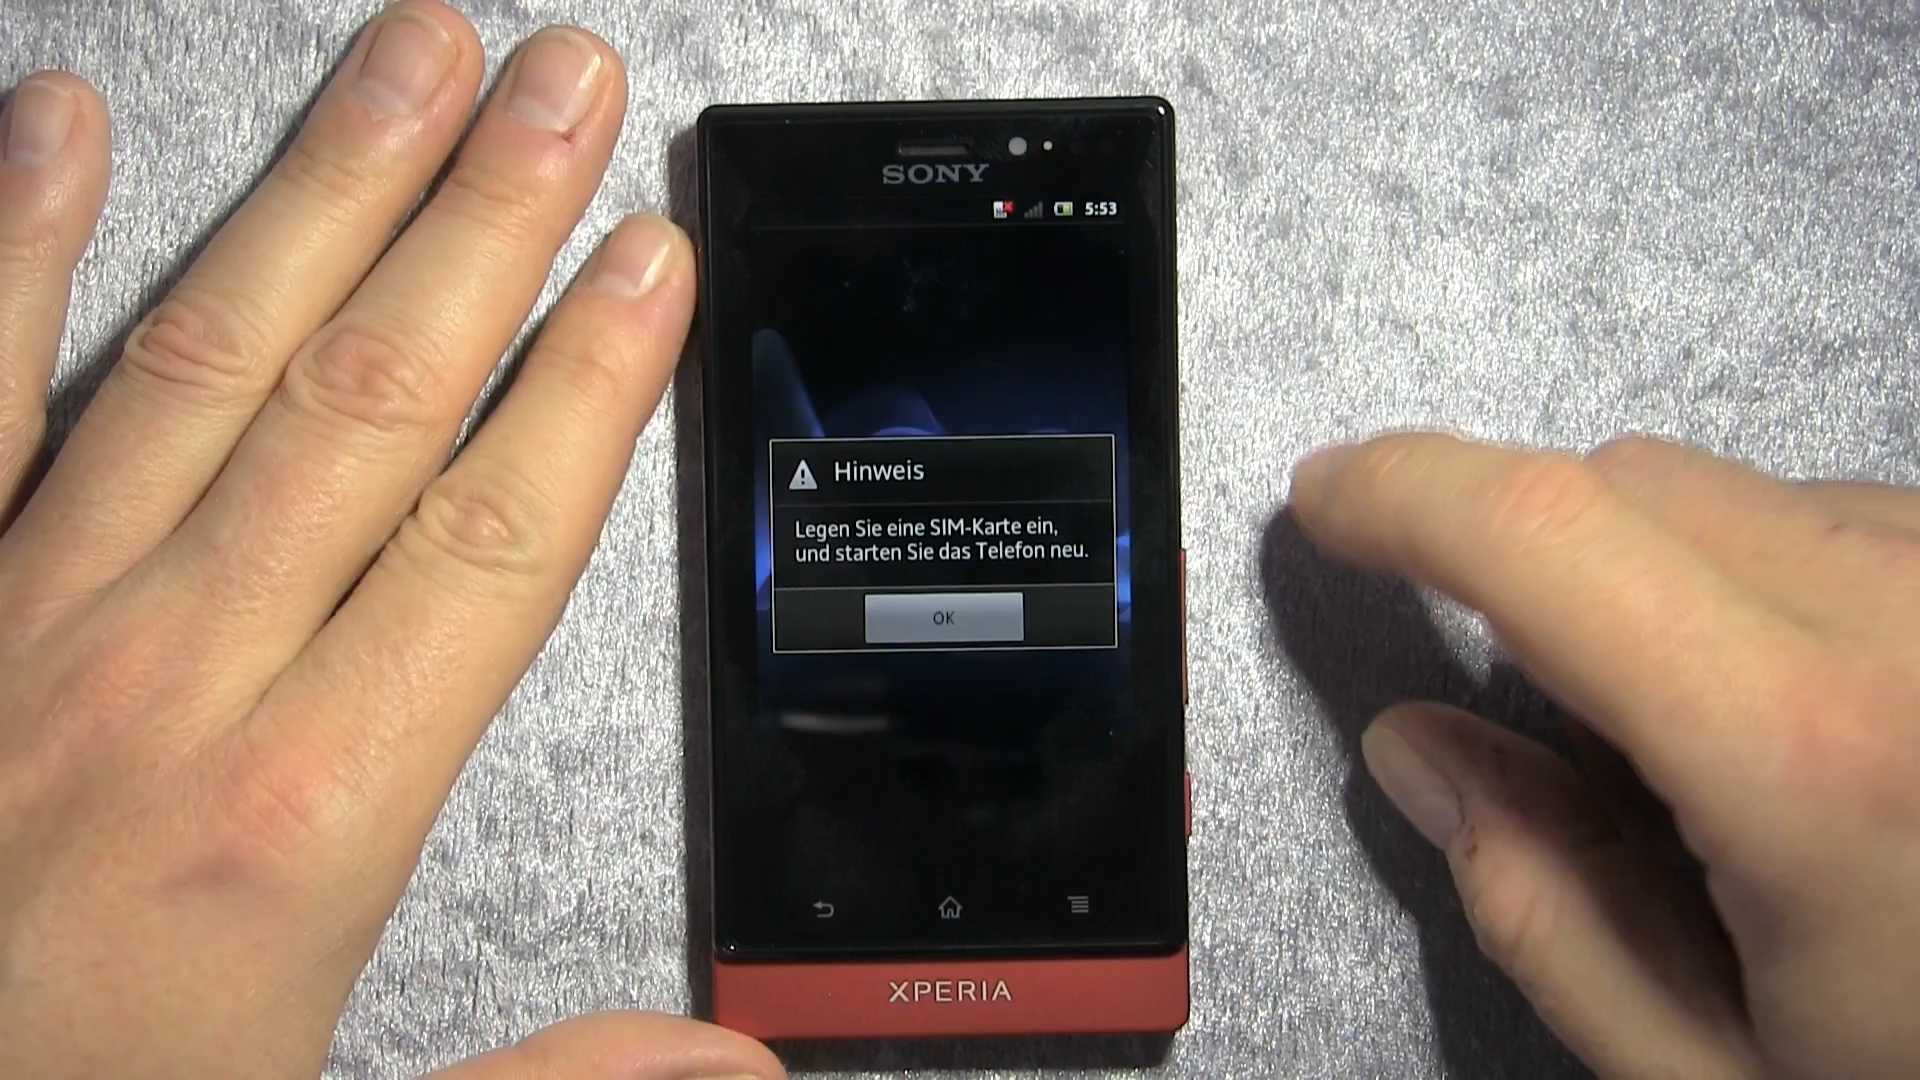 SONY
5:53
Hinweis
Legen Sie eine SIM-Karte ein,
und starten Sie das Telefon neu.
OK
XPERIA